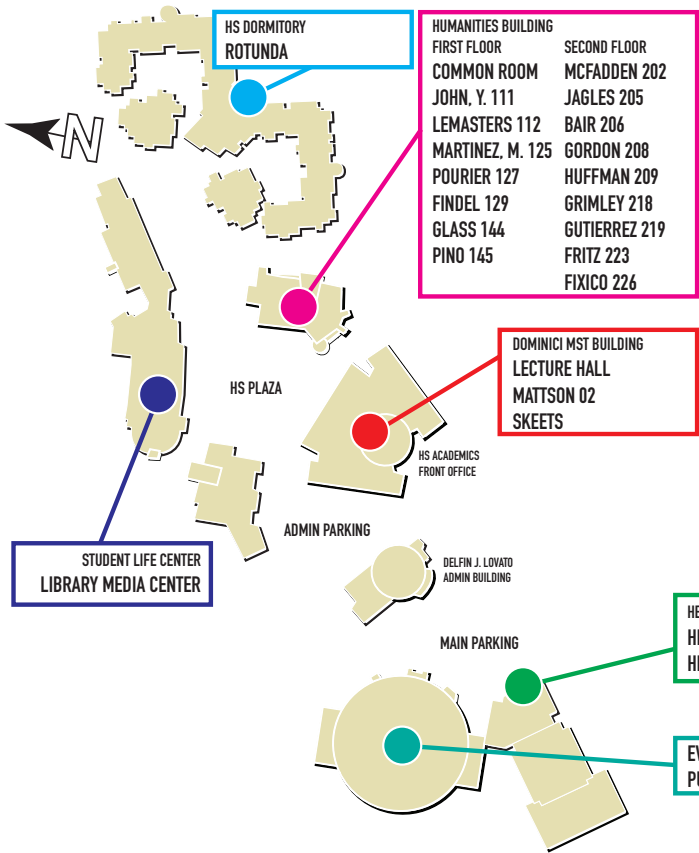 HS DORMITORY
ROTUNDA
HUMANITIES BUILDING
FIRST FLOOR
COMMON ROOM
JOHN, Y. 111
LEMASTERS 112
MARTINEZ, M. 125
POURIER 127
FINDEL 129
GLASS 144
PINO 145
SECOND FLOOR
MCFADDEN 202
JAGLES 205
BAIR 206
GORDON 208
HUFFMAN 209
GRIMLEY 218
GUTIERREZ 219
FRITZ 223
FIXICO 226
N
DOMINICI MST BUILDING
LECTURE HALL
MATTSON 02
SKEETS
HS PLAZA
HS ACADEMICS
FRONT OFFICE
ADMIN PARKING
STUDENT LIFE CENTER
LIBRARY MEDIA CENTER
DELFIN J. LOVATO
ADMIN BUILDING
MAIN PARKING